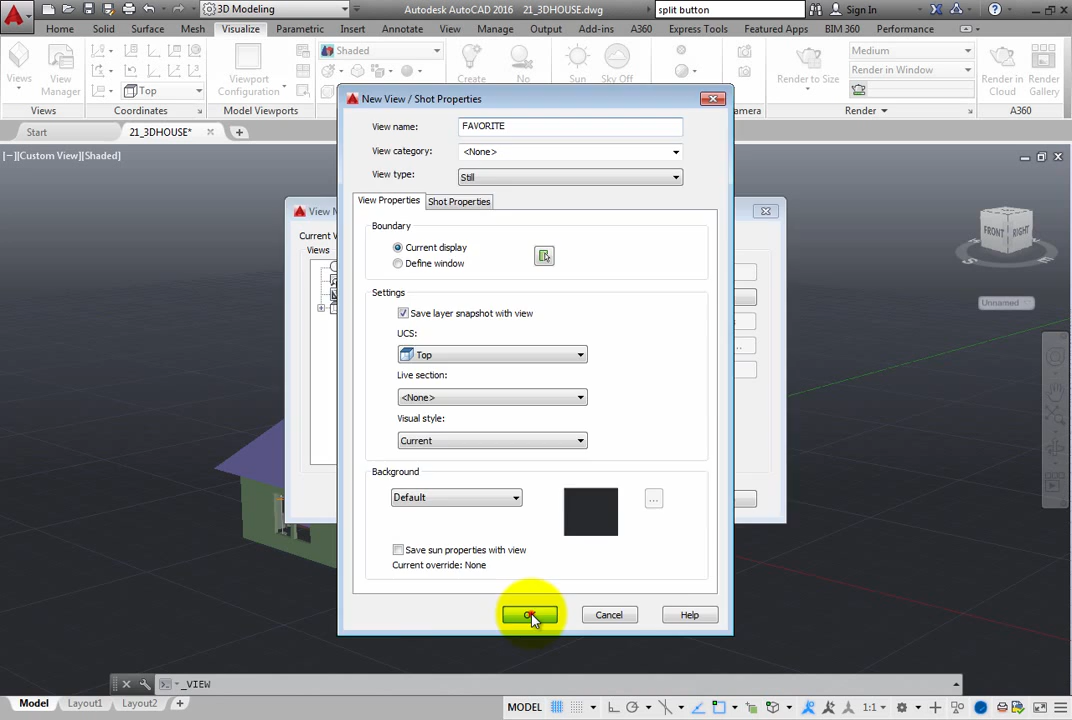 3D Modeling
Autodesk AutoCAD 2016 21_3DHOUSE.dwg
split button
Sign In
Home Solid Surface Mesh Visualize Parametric Insert Annotate View Manage Output Add-ins A360 Express Tools Featured Apps BIM 360 Performance
Views
View Manager
Top
Viewport Configuration
Shaded
Create
No
Sun
Sky Off
Render to Size
Medium
Render in Window
Render in Cloud
Render Gallery
Views Coordinates Model Viewports
Render
A360
Start
21_3DHOUSE*
[−][Custom View][Shaded]
New View / Shot Properties
View name: FAVORITE
View category: <None>
View type: Still
View Properties Shot Properties
Boundary
Current display
Define window
Settings
Save layer snapshot with view
UCS:
Top
Live section:
<None>
Visual style:
Current
Background
Default
...
Save sun properties with view
Current override: None
Cancel
Help
Views
FRONT RIGHT
S E
Unnamed
_VIEW
Model Layout1 Layout2
MODEL
1:1